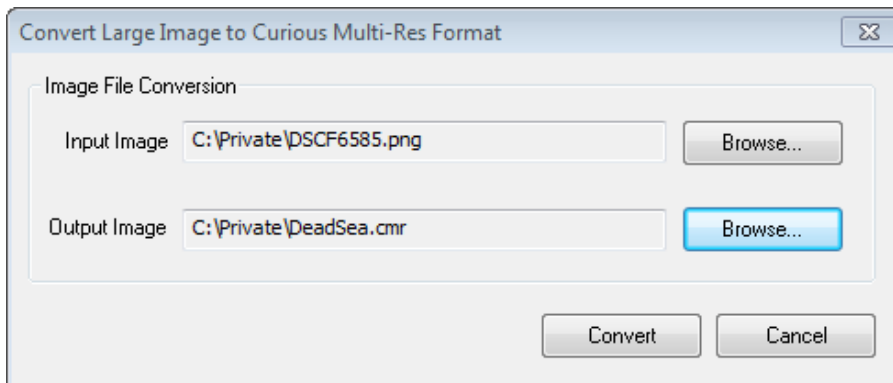 Convert Large Image to Curious Multi-Res Format
Image File Conversion
Input Image C:\Private\DSCF6585.png Browse...
Output Image C:\Private\DeadSea.cmr Browse...
Convert Cancel